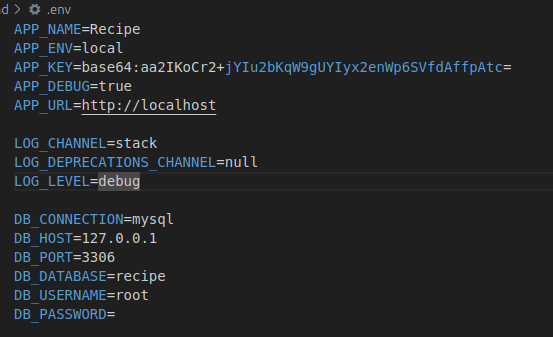 d > .env
APP_NAME=Recipe
APP_ENV=local
APP_KEY=base64:aa2IKoCr2+jYIu2bKqW9gUYIyx2enWp6SVfdAffpAtc=
APP_DEBUG=true
APP_URL=http://localhost
LOG_CHANNEL=stack
LOG_DEPRECATIONS_CHANNEL=null
LOG_LEVEL=debug
DB_CONNECTION=mysql
DB_HOST=127.0.0.1
DB_PORT=3306
DB_DATABASE=recipe
DB_USERNAME=root
DB_PASSWORD=